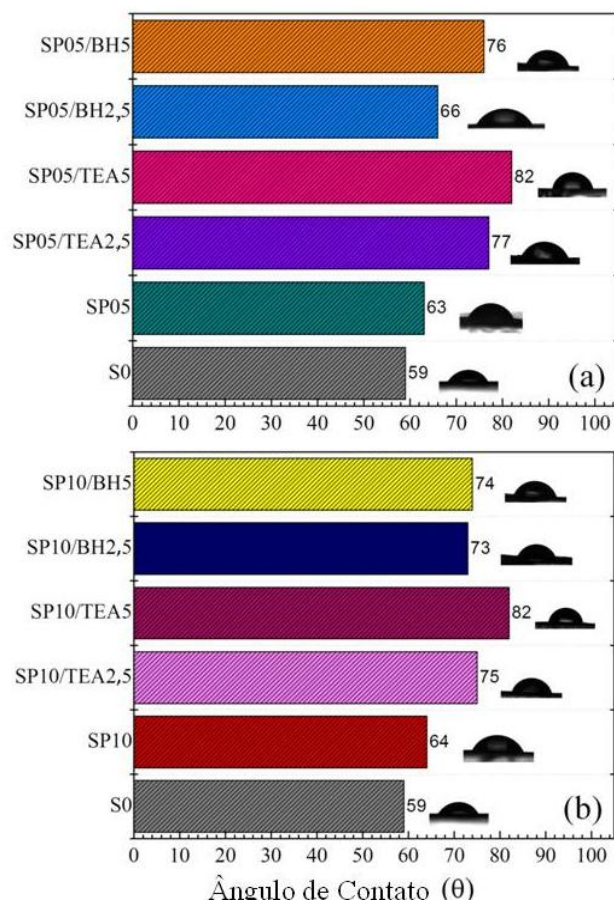 SP05/BH5 76
SP05/BH2,5 66
SP05/TEA5 82
SP05/TEA2,5 77
SP05 63
S0 59 (a)
0 10 20 30 40 50 60 70 80 90 100
SP10/BH5 74
SP10/BH2,5 73
SP10/TEA5 82
SP10/TEA2,5 75
SP10 64
S0 59 (b)
0 10 20 30 40 50 60 70 80 90 100
Ângulo de Contato (θ)